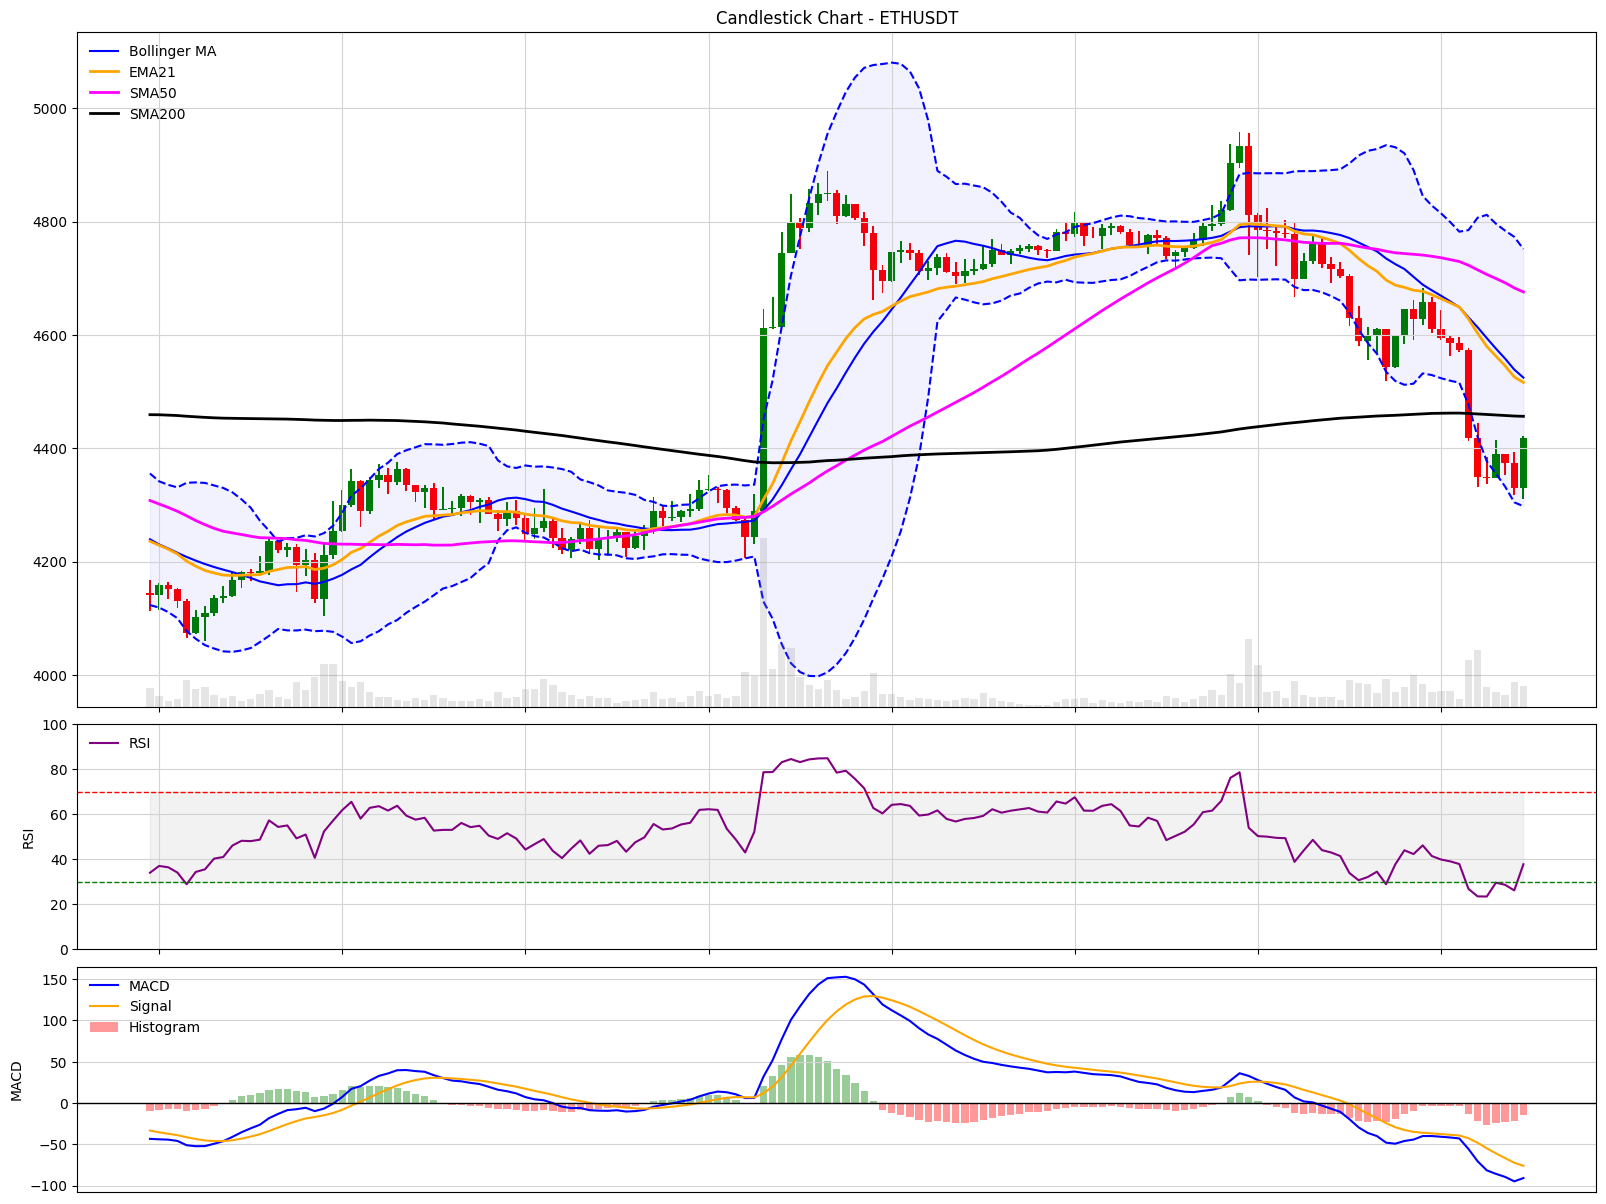 Candlestick Chart - ETHUSDT
Bollinger MA
EMA21
SMA50
SMA200
5000
4800
4600
4400
4200
4000
RSI
100
80
60
40
20
0
RSI
MACD
Signal
Histogram
150
100
50
0
−50
−100
MACD